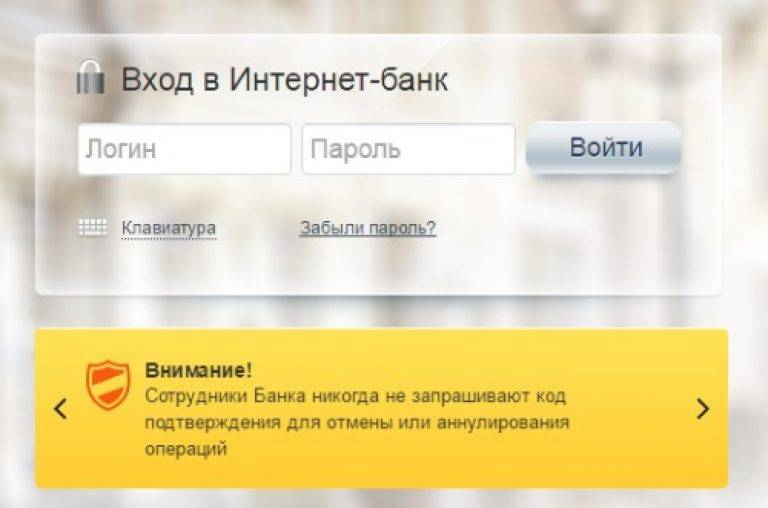 Вход в Интернет-банк
Логин Пароль Войти
Клавиатура Забыли пароль?
Внимание!
Сотрудники Банка никогда не запрашивают код
подтверждения для отмены или аннулирования
операций